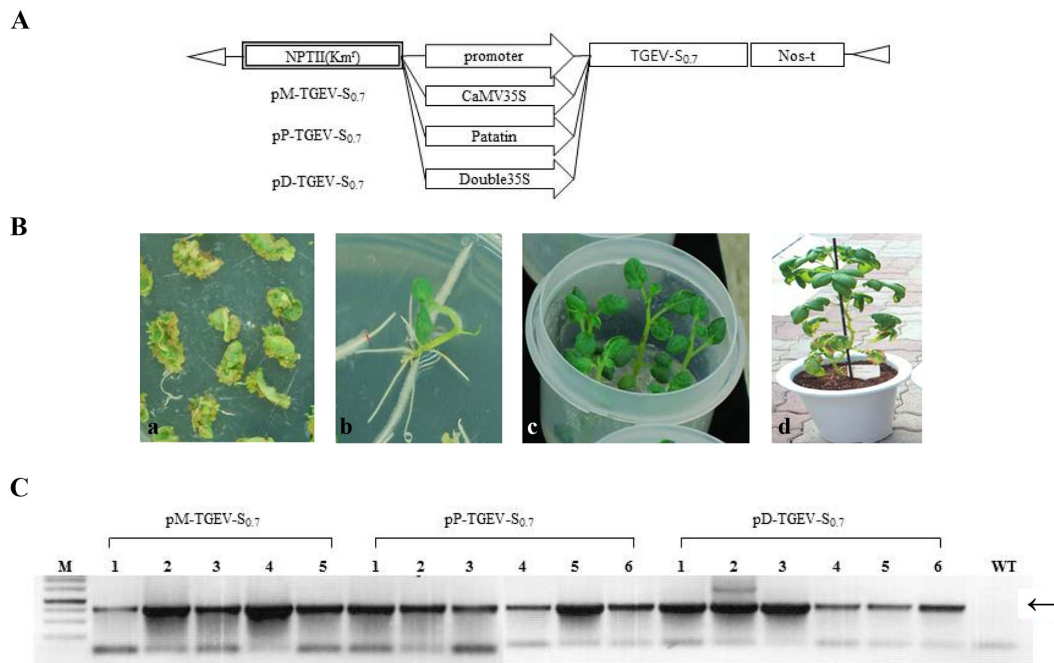 A
NPTII(Kmʳ) promoter TGEV-S₀.₇ Nos-t
pM-TGEV-S₀.₇ CaMV35S
pP-TGEV-S₀.₇ Patatin
pD-TGEV-S₀.₇ Double35S
B
a b c d
C
pM-TGEV-S₀.₇ pP-TGEV-S₀.₇ pD-TGEV-S₀.₇
M 1 2 3 4 5 1 2 3 4 5 6 1 2 3 4 5 6 WT
←